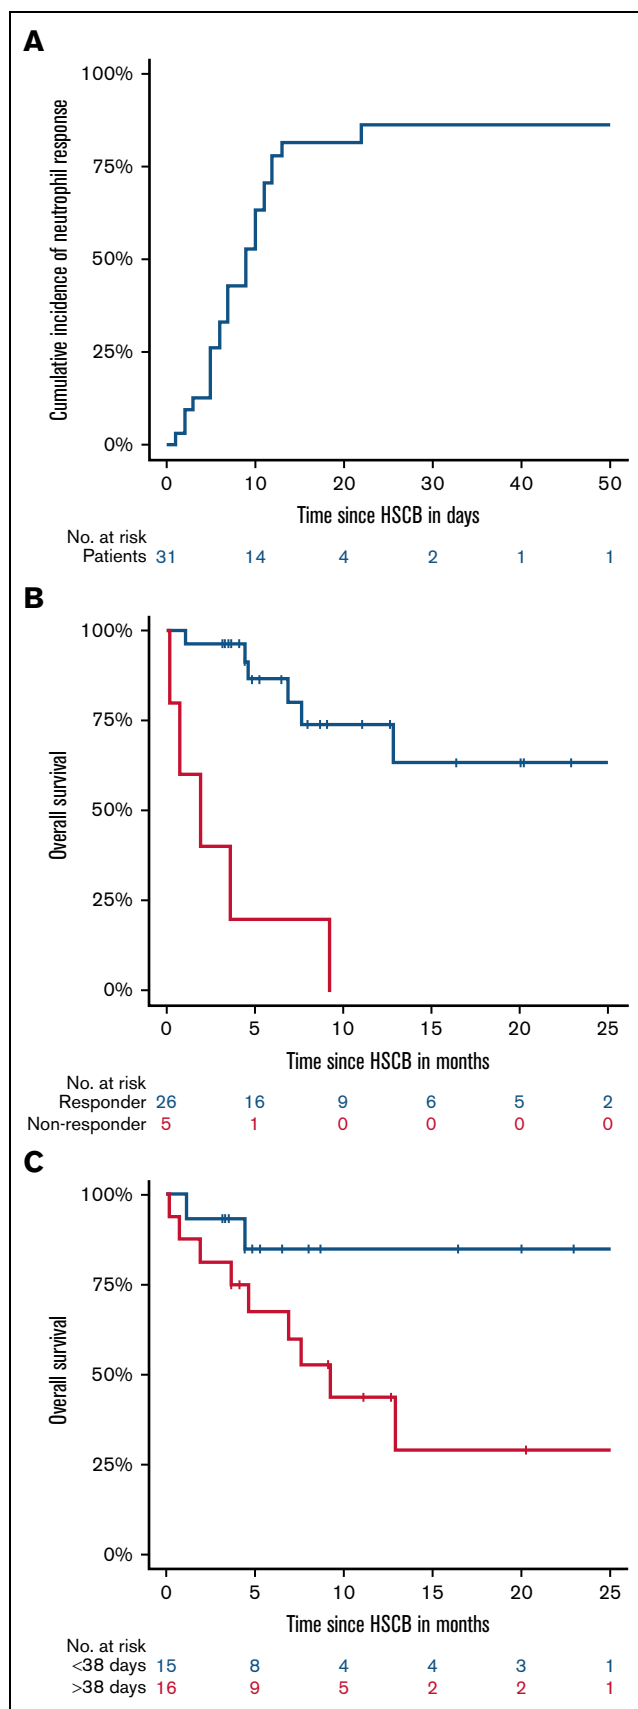 A
100%
75%
50%
25%
0%
Cumulative incidence of neutrophil response
0 10 20 30 40 50
Time since HSCB in days
No. at risk
Patients 31 14 4 2 1 1
B
100%
75%
50%
25%
0%
Overall survival
0 5 10 15 20 25
Time since HSCB in months
No. at risk
Responder 26 16 9 6 5 2
Non-responder 5 1 0 0 0 0
C
100%
75%
50%
25%
0%
Overall survival
0 5 10 15 20 25
Time since HSCB in months
No. at risk
<38 days 15 8 4 4 3 1
>38 days 16 9 5 2 2 1